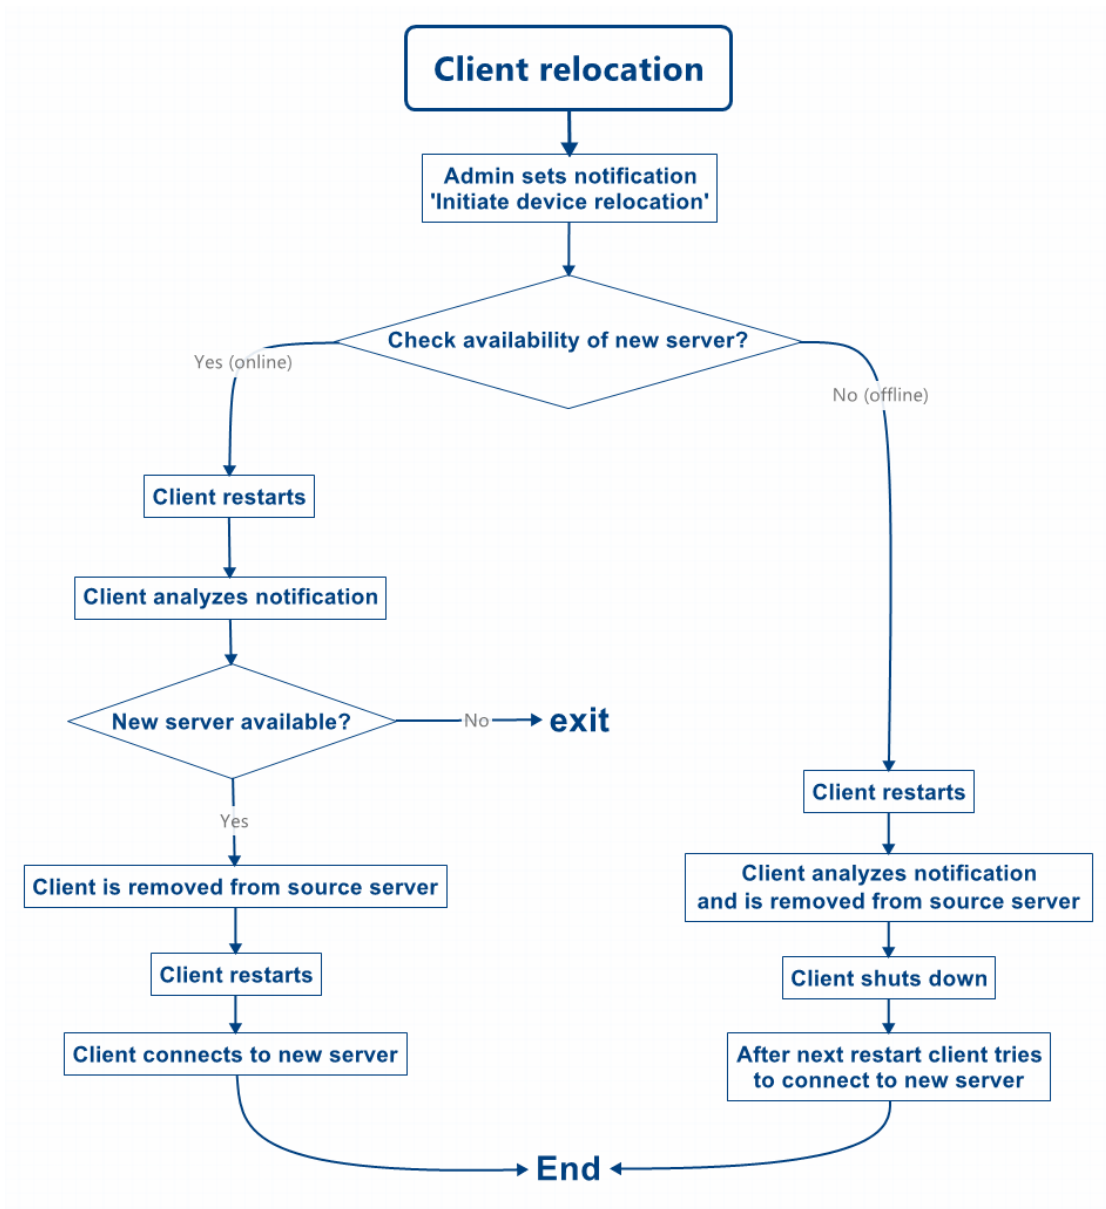 Client relocation
Admin sets notification
'Initiate device relocation'
Check availability of new server?
Yes (online)
No (offline)
Client restarts
Client analyzes notification
New server available?
No
exit
Yes
Client is removed from source server
Client restarts
Client connects to new server
Client restarts
Client analyzes notification
and is removed from source server
Client shuts down
After next restart client tries
to connect to new server
End